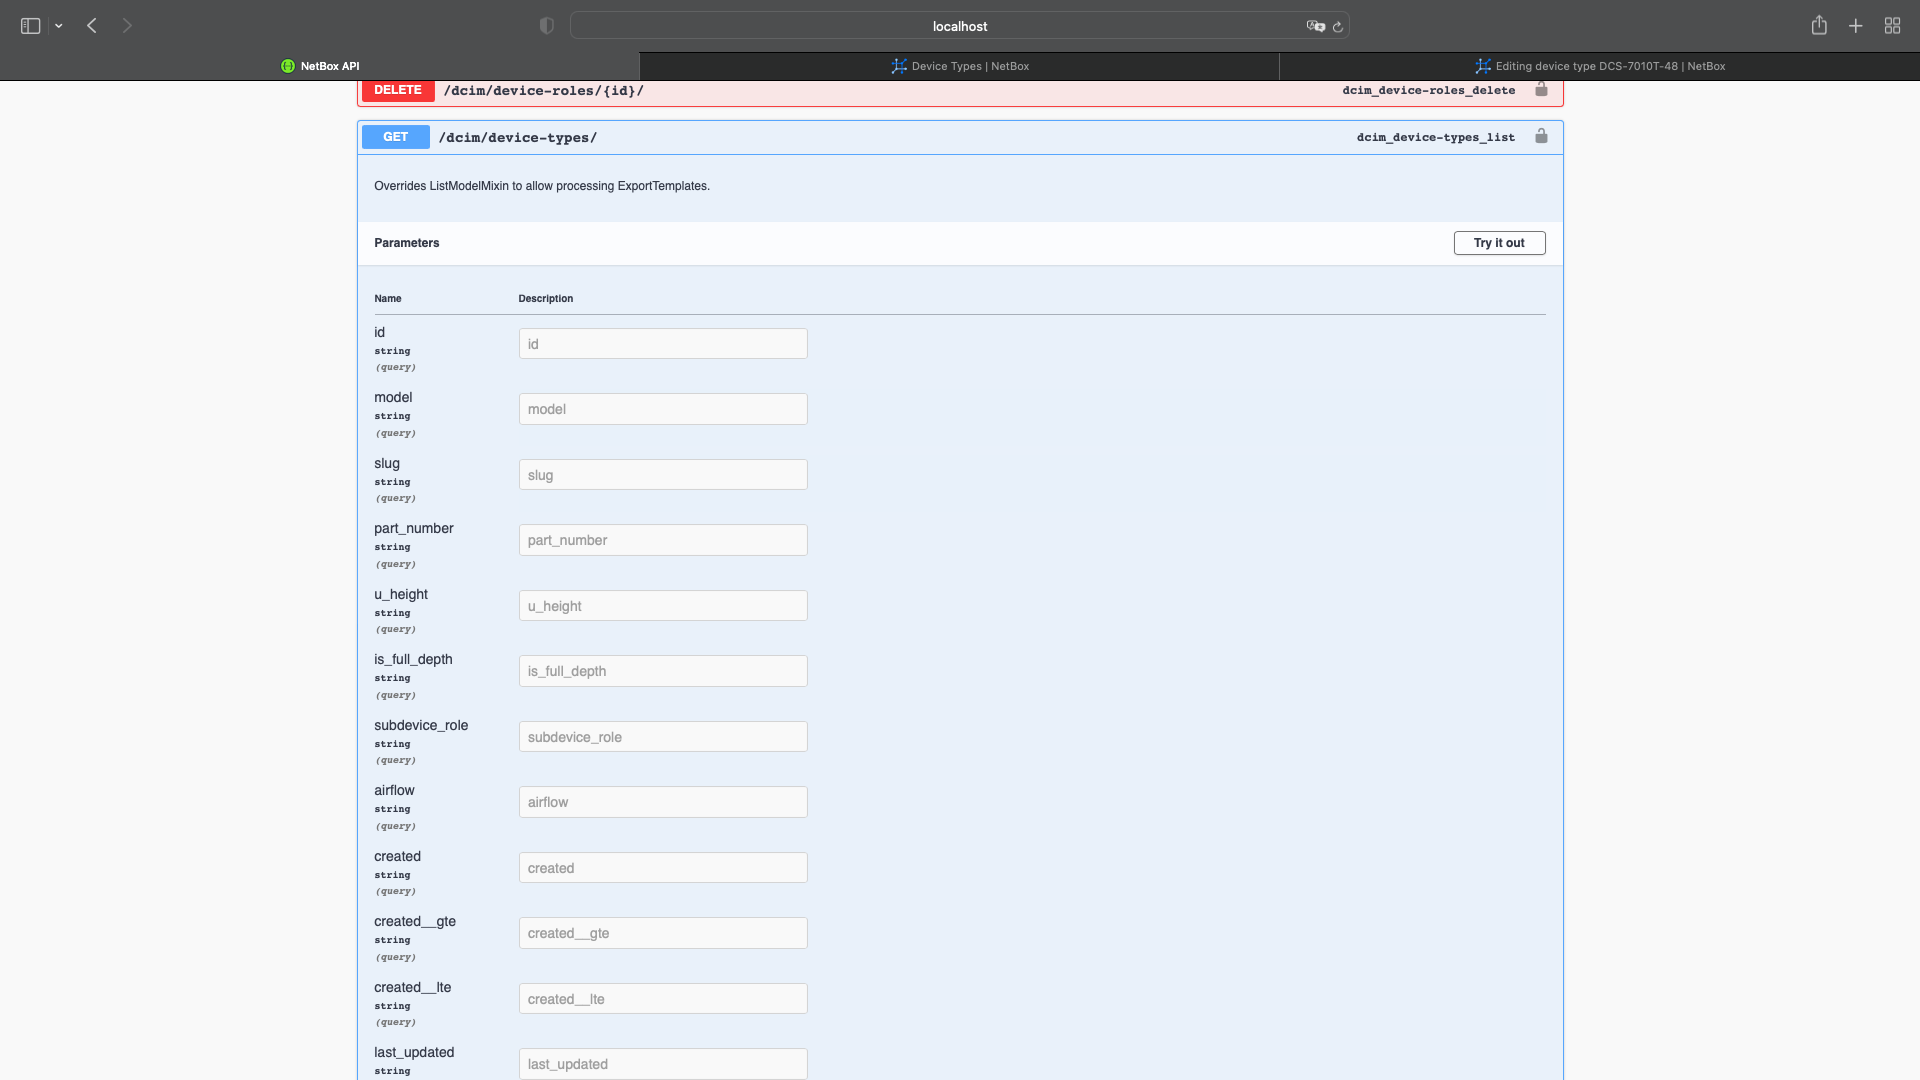 localhost
NetBox API
Device Types | NetBox
Editing device type DCS-7010T-48 | NetBox
DELETE /dcim/device-roles/{id}/ dcim_device-roles_delete
GET /dcim/device-types/ dcim_device-types_list
Overrides ListModelMixin to allow processing ExportTemplates.
Parameters Try it out
Name Description
id id
string
(query)
model model
string
(query)
slug slug
string
(query)
part_number part_number
string
(query)
u_height u_height
string
(query)
is_full_depth is_full_depth
string
(query)
subdevice_role subdevice_role
string
(query)
airflow airflow
string
(query)
created created
string
(query)
created__gte created__gte
string
(query)
created__lte created__lte
string
(query)
last_updated last_updated
string